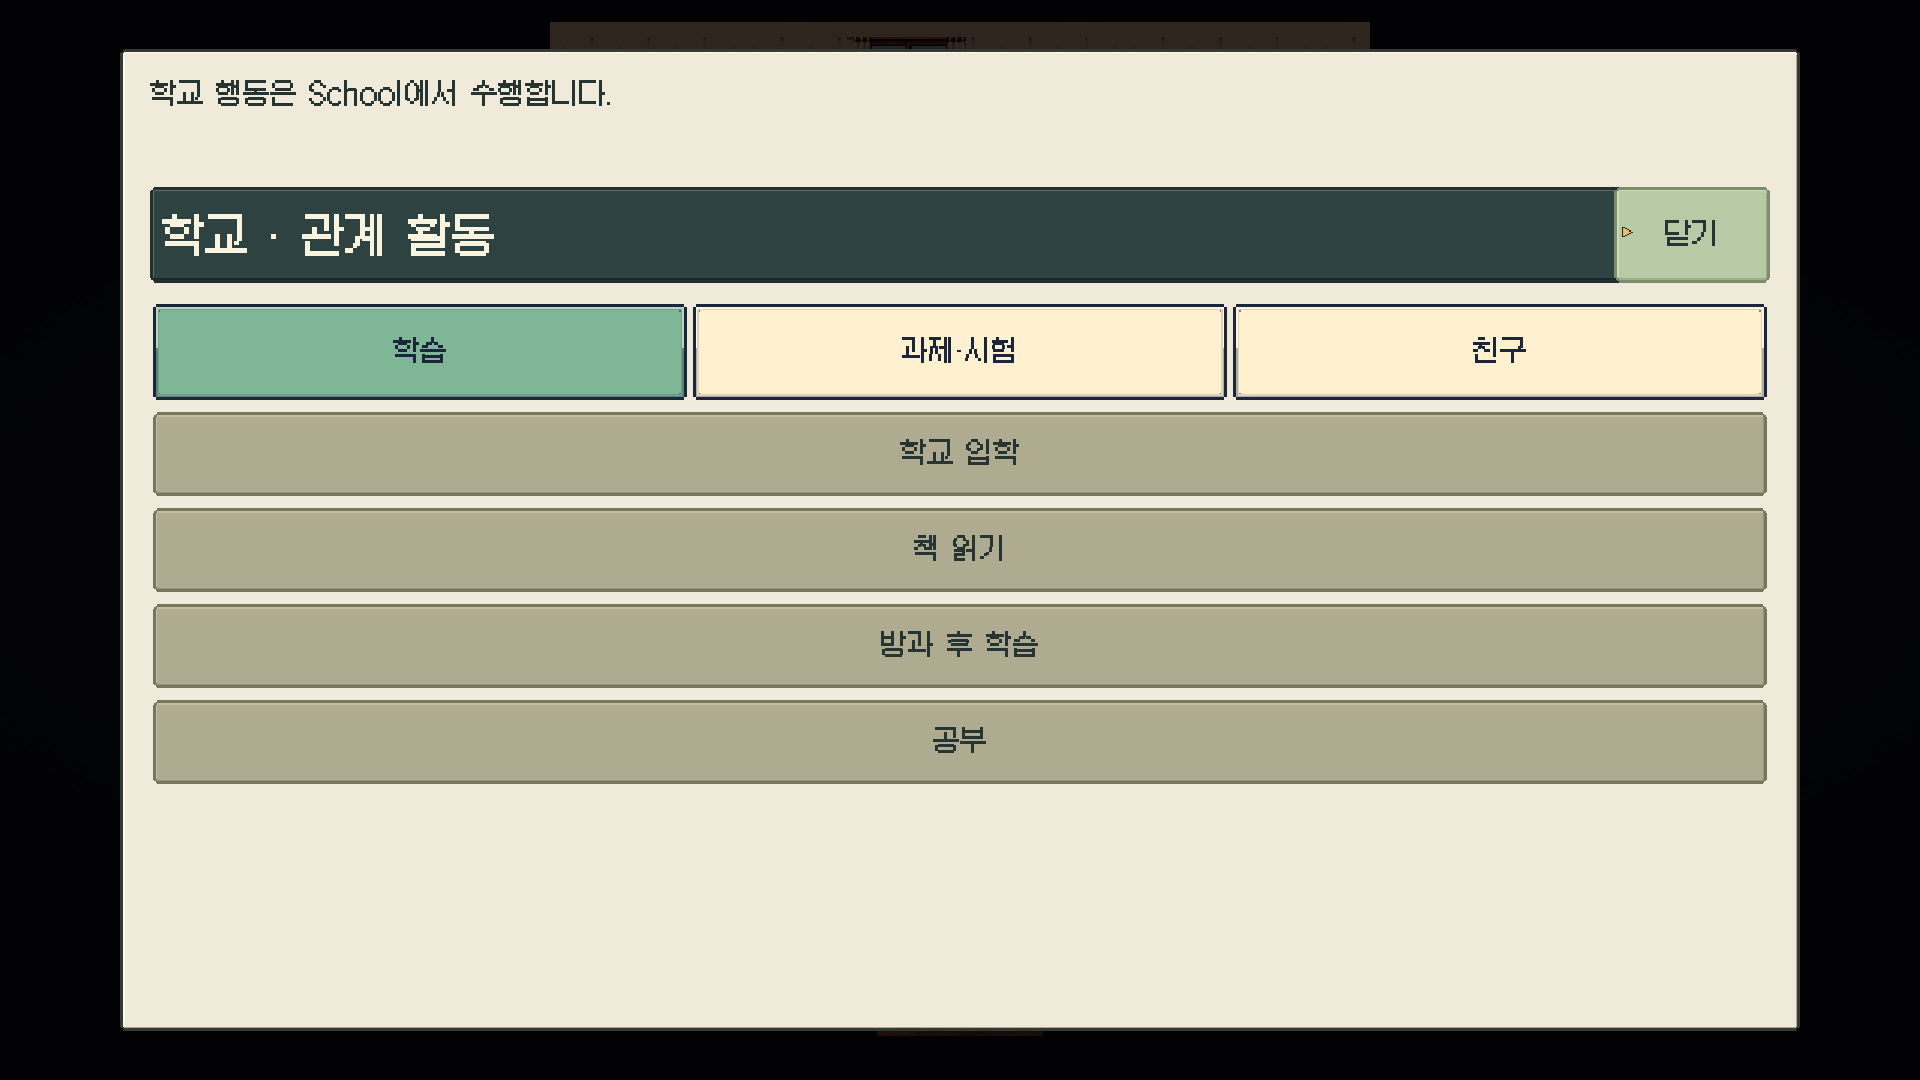 학교 행동은 School에서 수행합니다.
학교 · 관계 활동
닫기
학습
과제·시험
친구
학교 입학
책 읽기
방과 후 학습
공부